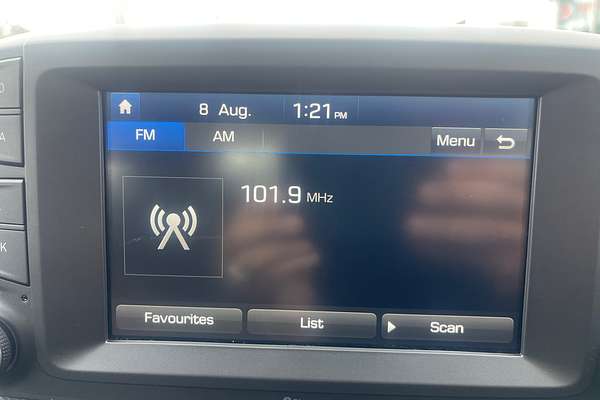 8 Aug. 1:21 PM
FM AM Menu
101.9 MHz
Favourites List Scan
D
A
K